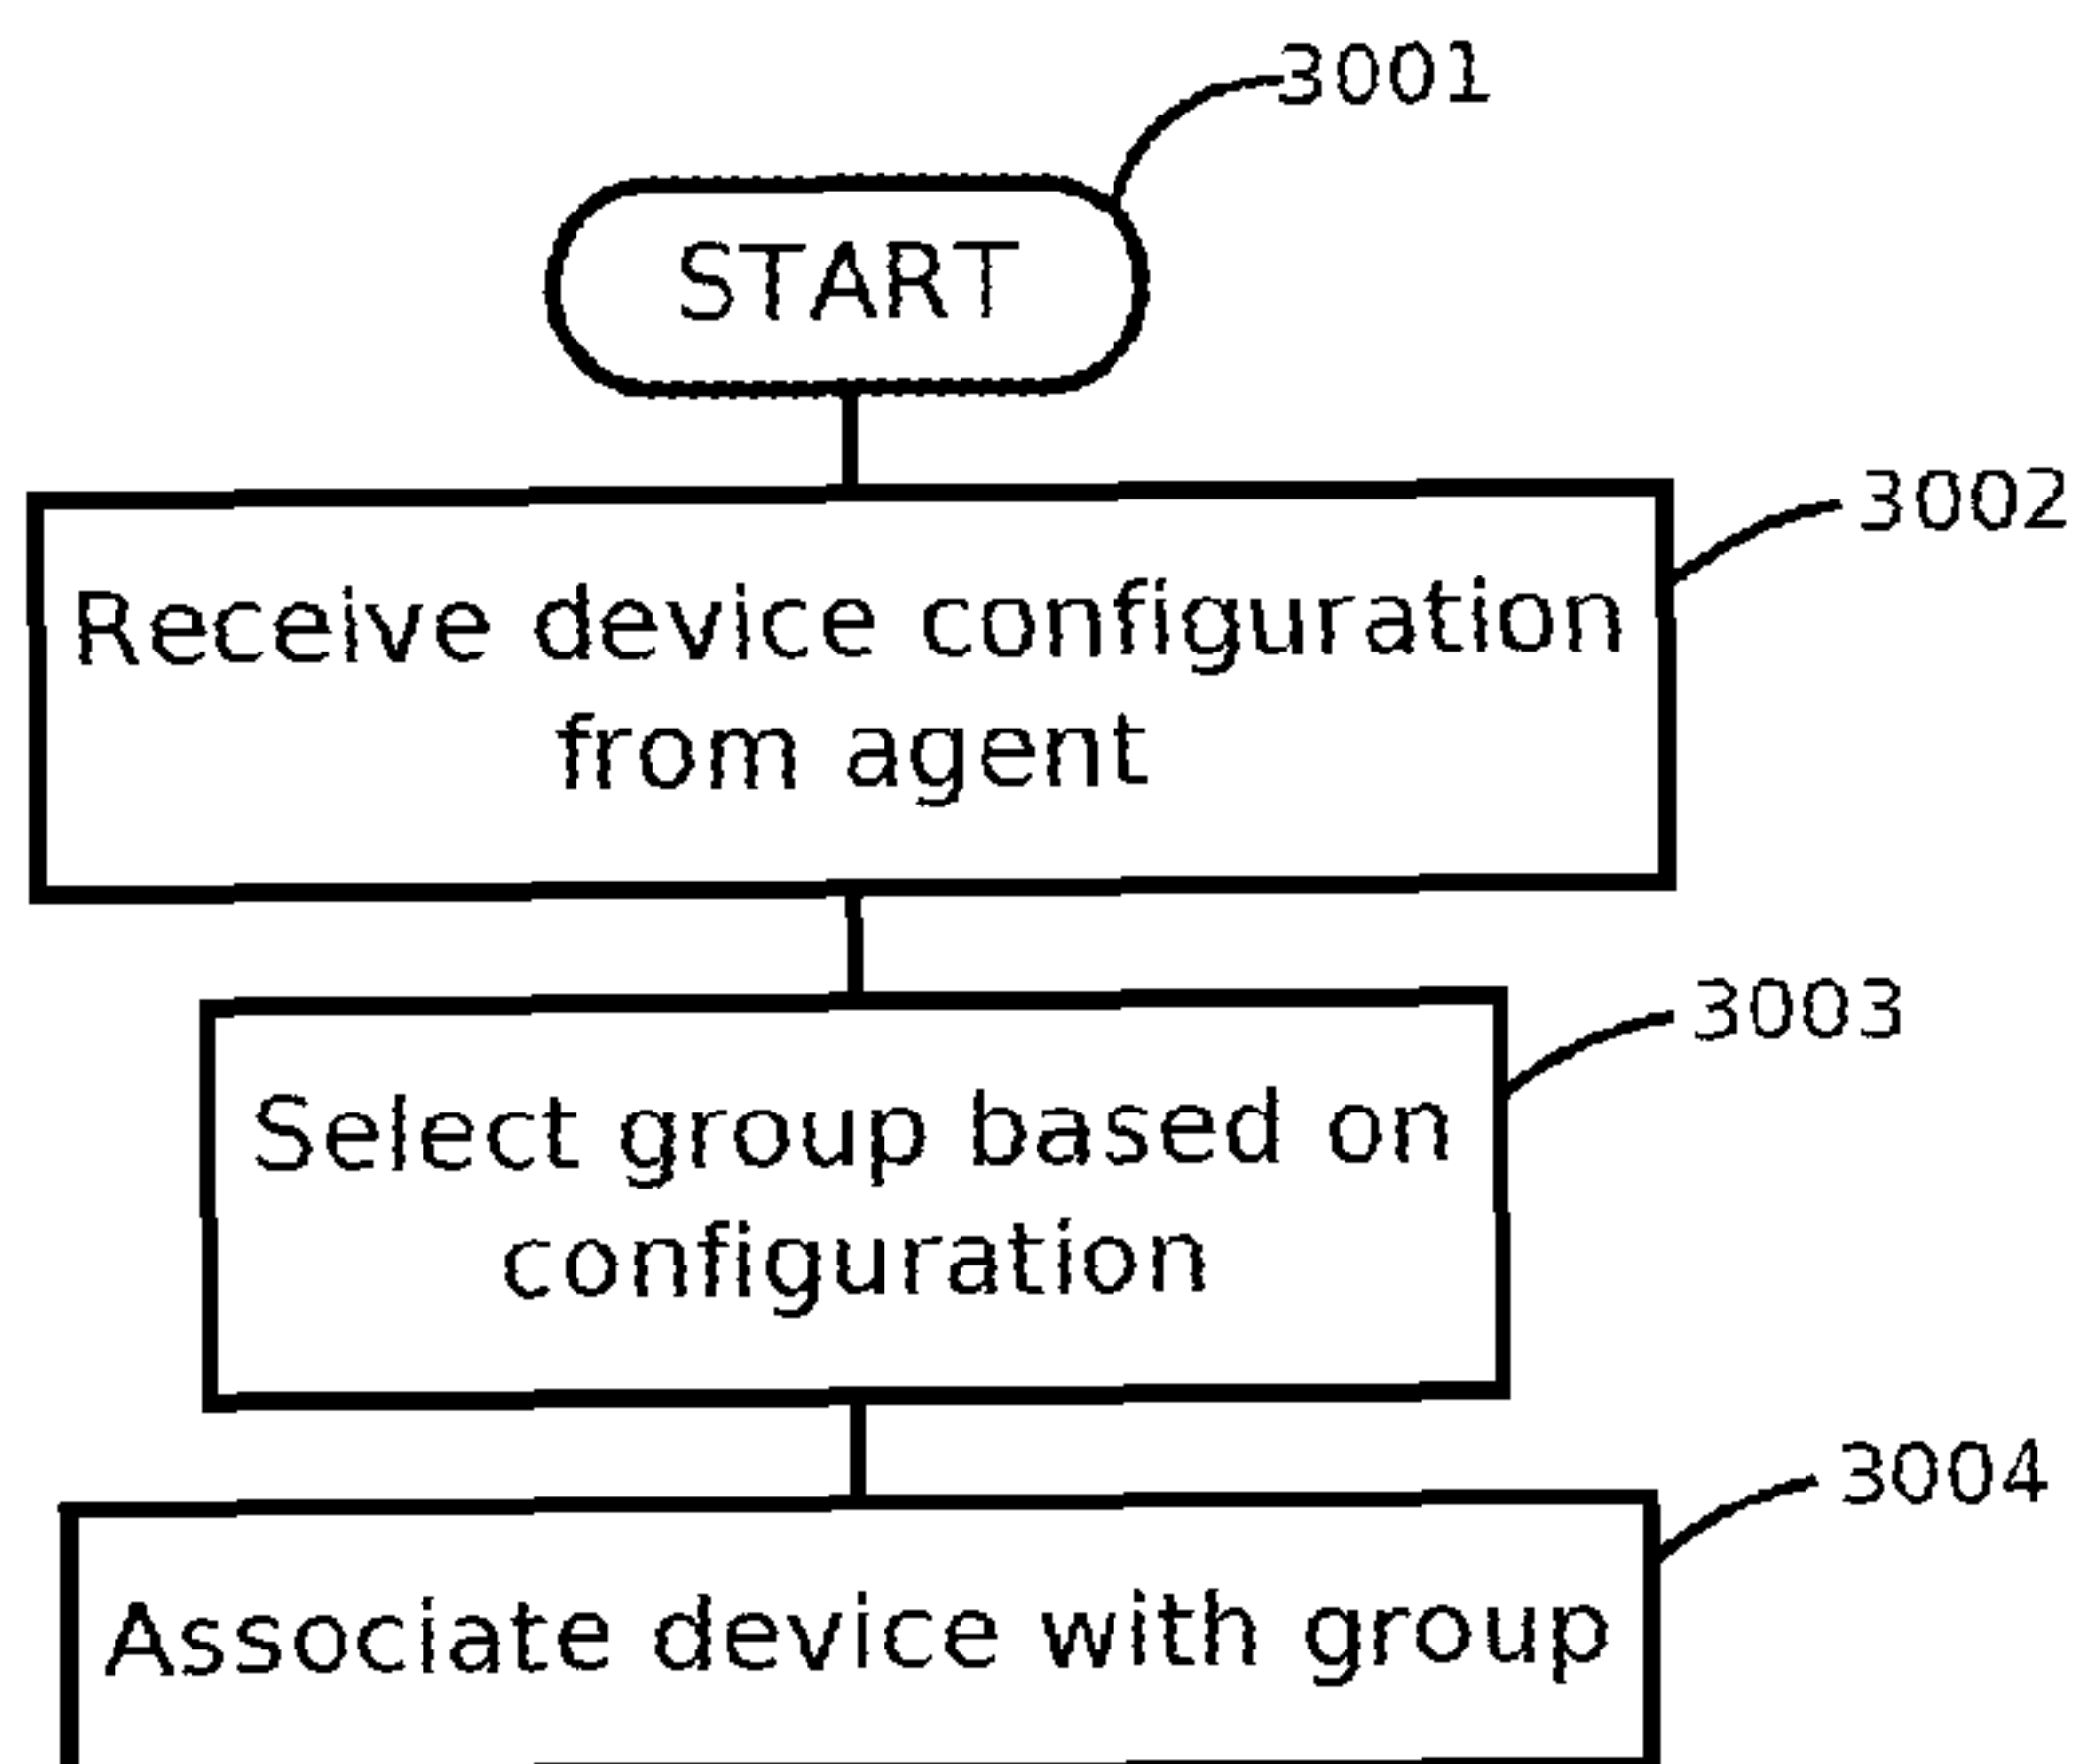 3001
START
3002
Receive device configuration
from agent
3003
Select group based on
configuration
3004
Associate device with group